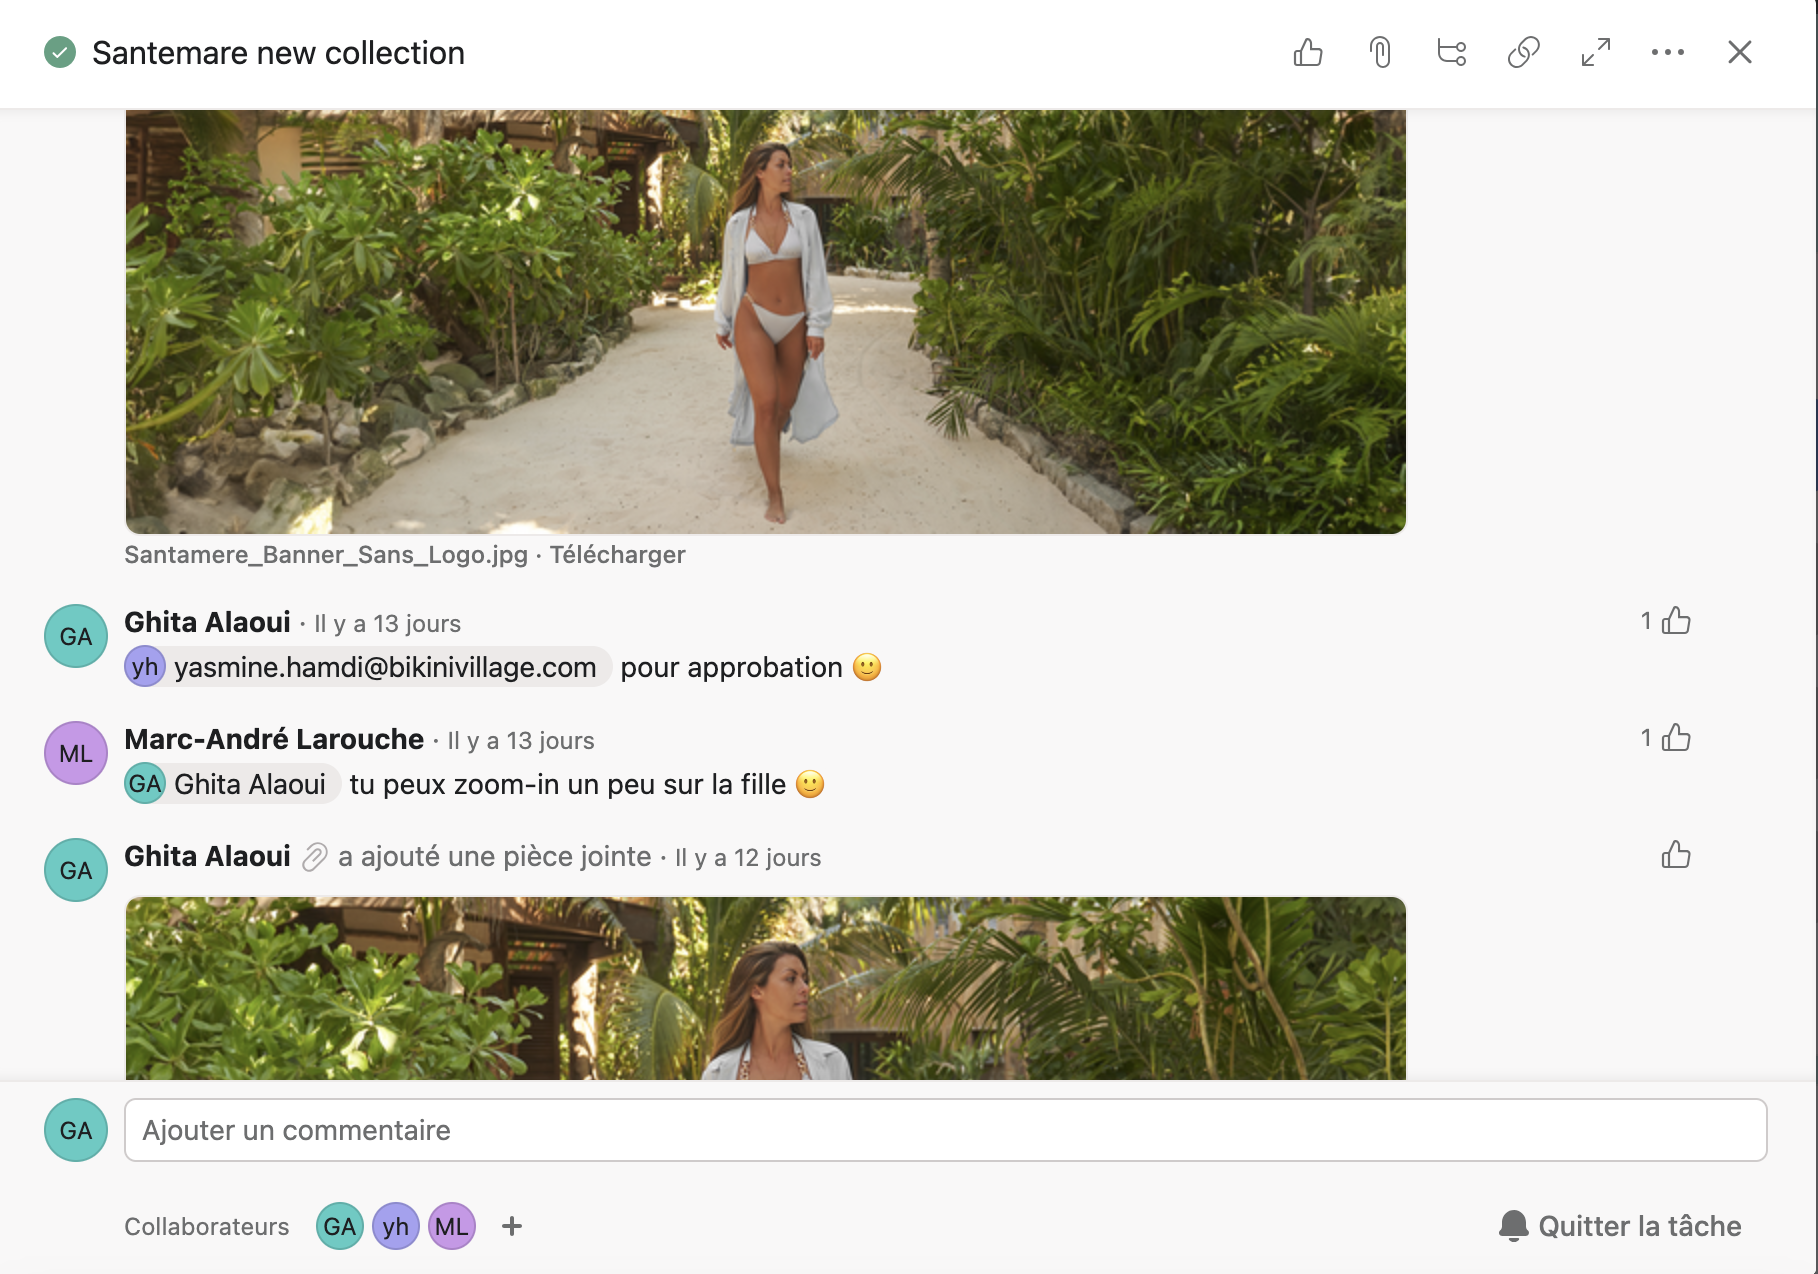 Santemare new collection
Santamere_Banner_Sans_Logo.jpg · Télécharger
GA
Ghita Alaoui · Il y a 13 jours
1
yh yasmine.hamdi@bikinivillage.com pour approbation 🙂
ML
Marc-André Larouche · Il y a 13 jours
1
GA Ghita Alaoui tu peux zoom-in un peu sur la fille 🙂
GA
Ghita Alaoui a ajouté une pièce jointe · Il y a 12 jours
GA
Ajouter un commentaire
Collaborateurs GA yh ML + Quitter la tâche